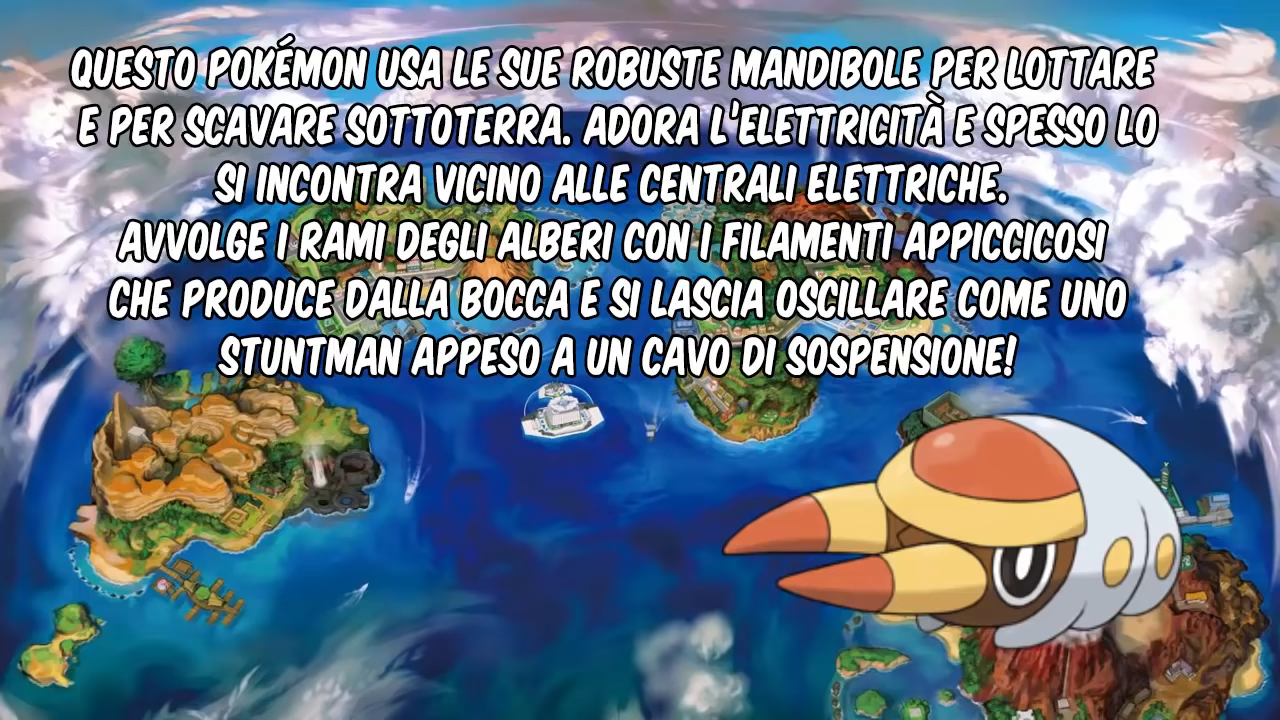 QUESTO POKÉMON USA LE SUE ROBUSTE MANDIBOLE PER LOTTARE
E PER SCAVARE SOTTOTERRA. ADORA L'ELETTRICITÀ E SPESSO LO
SI INCONTRA VICINO ALLE CENTRALI ELETTRICHE.
AVVOLGE I RAMI DEGLI ALBERI CON I FILAMENTI APPICCICOSI
CHE PRODUCE DALLA BOCCA E SI LASCIA OSCILLARE COME UNO
STUNTMAN APPESO A UN CAVO DI SOSPENSIONE!